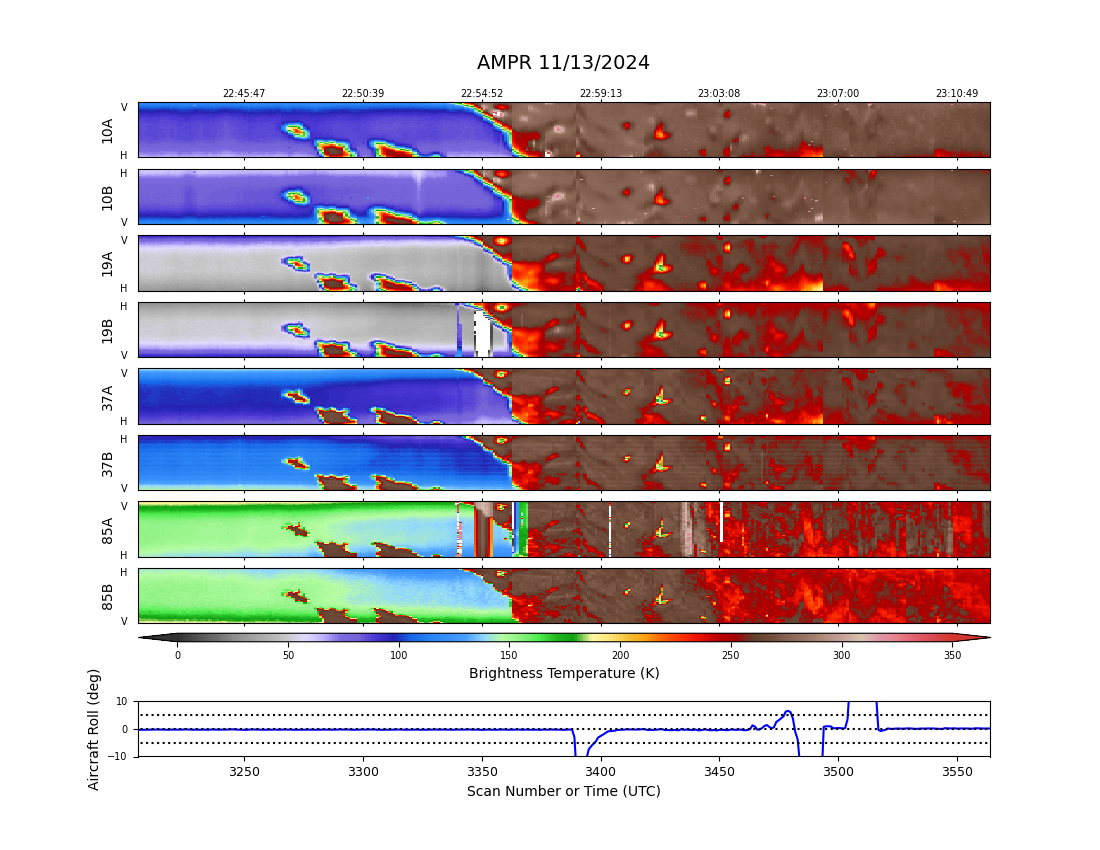 AMPR 11/13/2024
22:45:47 22:50:39 22:54:52 22:59:13 23:03:08 23:07:00 23:10:49
V
10A
H
H
10B
V
V
19A
H
H
19B
V
V
37A
H
H
37B
V
V
85A
H
H
85B
V
0 50 100 150 200 250 300 350
Brightness Temperature (K)
Aircraft Roll (deg)
10
0
−10
3250 3300 3350 3400 3450 3500 3550
Scan Number or Time (UTC)